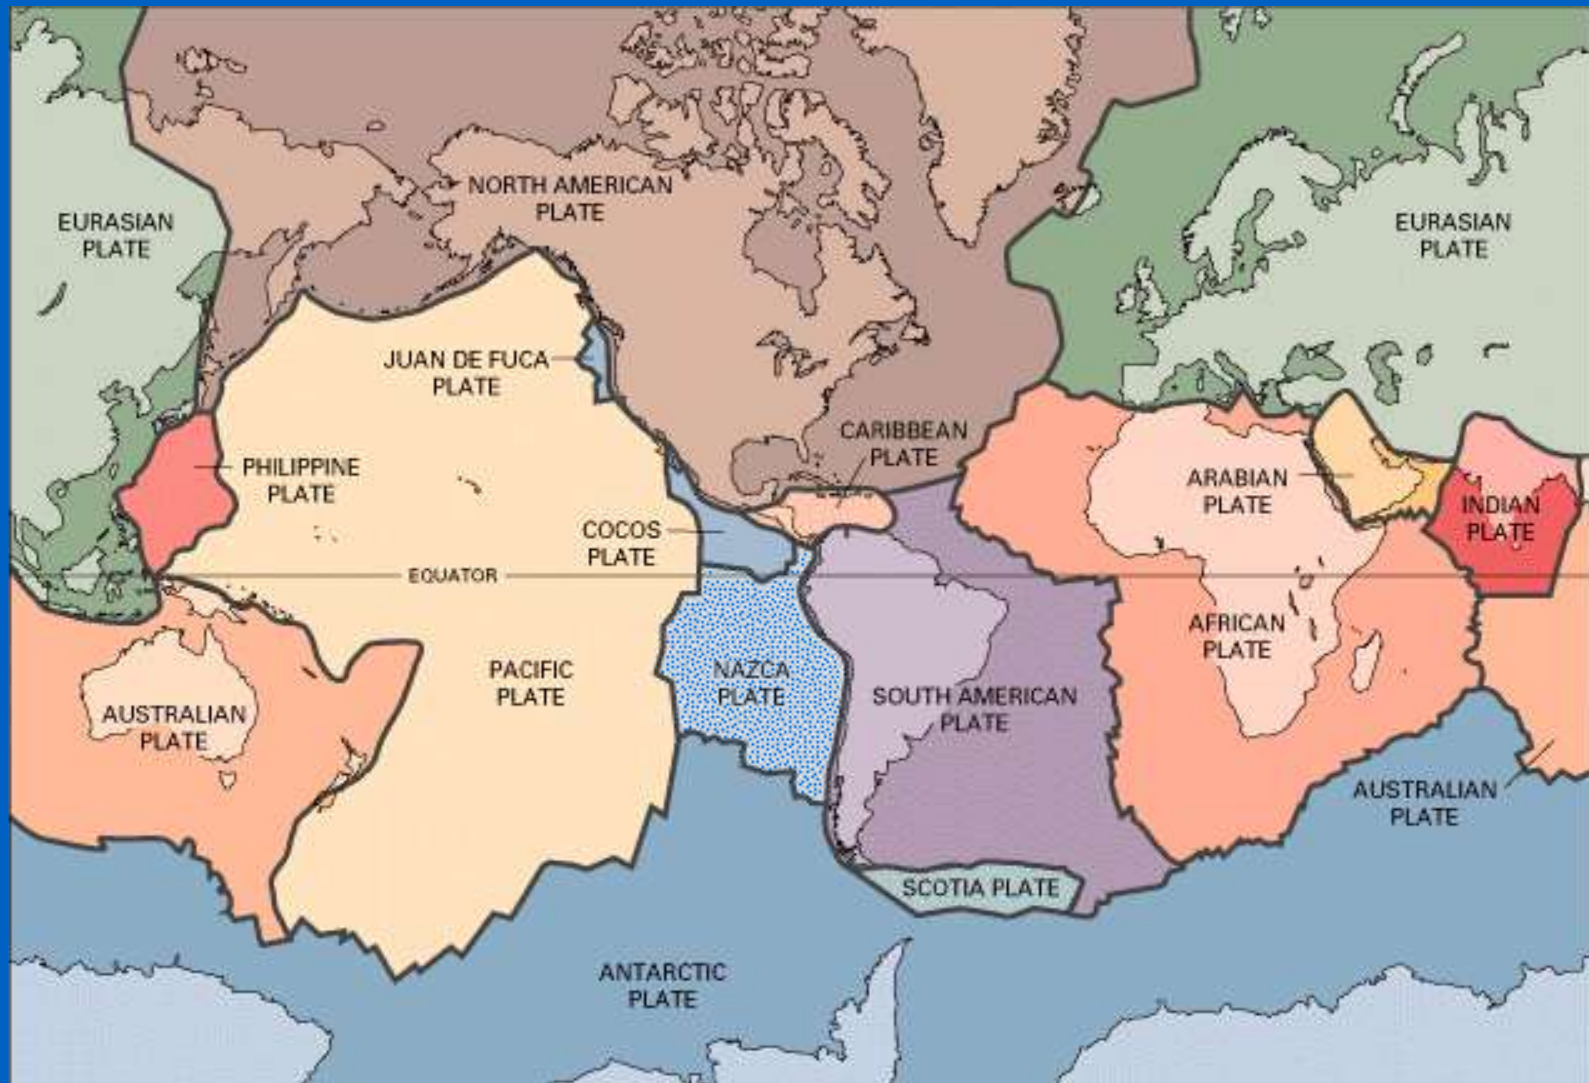 NORTH AMERICAN
PLATE
EURASIAN
PLATE
EURASIAN
PLATE
JUAN DE FUCA
PLATE
CARIBBEAN
PLATE
PHILIPPINE
PLATE
ARABIAN
PLATE
INDIAN
PLATE
COCOS
PLATE
EQUATOR
AFRICAN
PLATE
PACIFIC
PLATE
NAZCA
PLATE
SOUTH AMERICAN
PLATE
AUSTRALIAN
PLATE
AUSTRALIAN
PLATE
SCOTIA PLATE
ANTARCTIC
PLATE